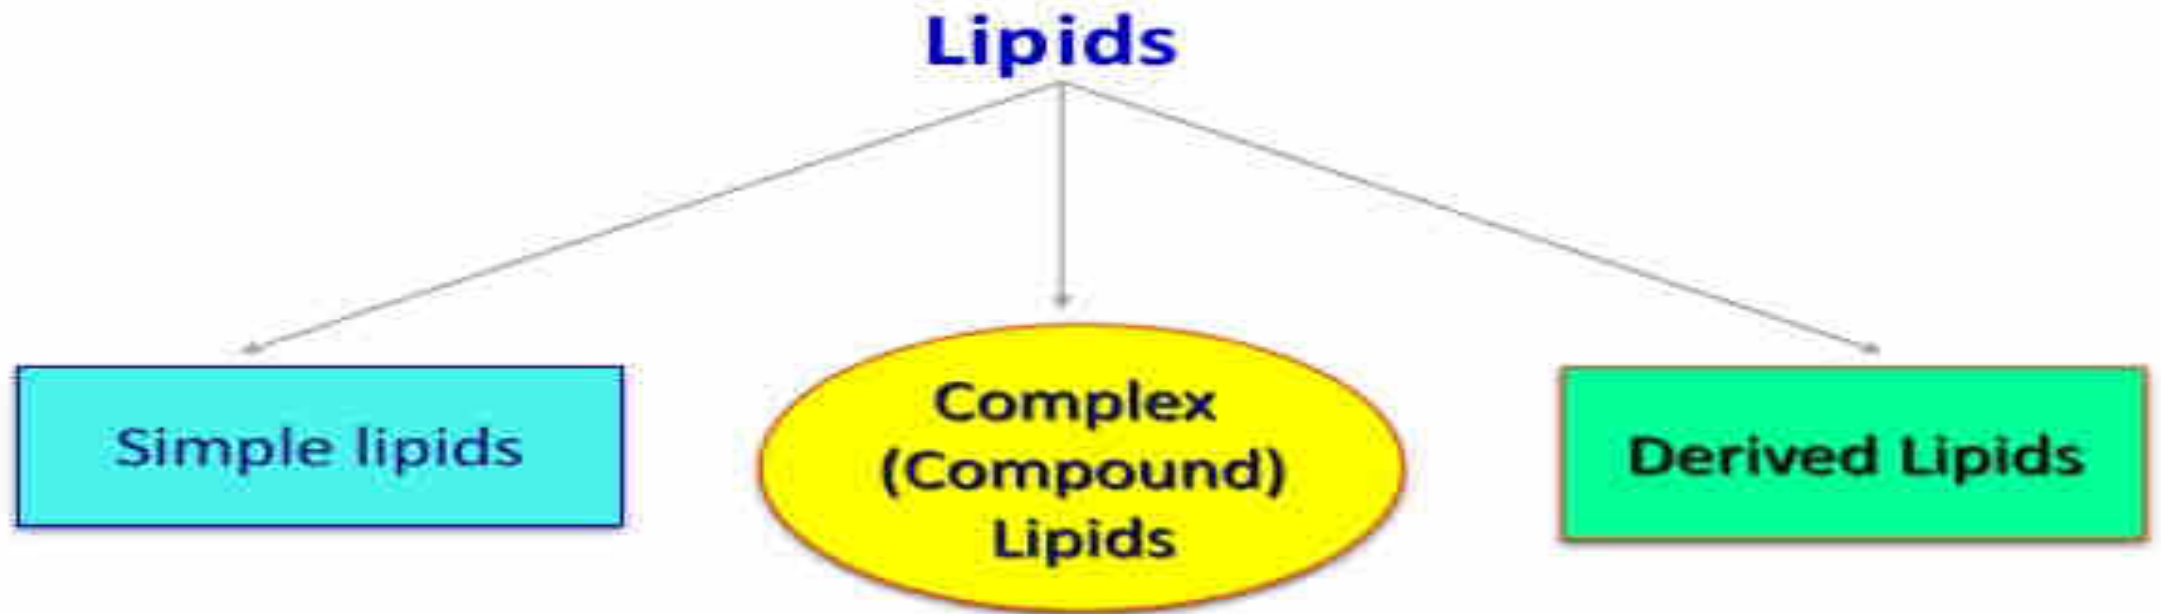 Lipids
Simple lipids
Complex
(Compound)
Lipids
Derived Lipids